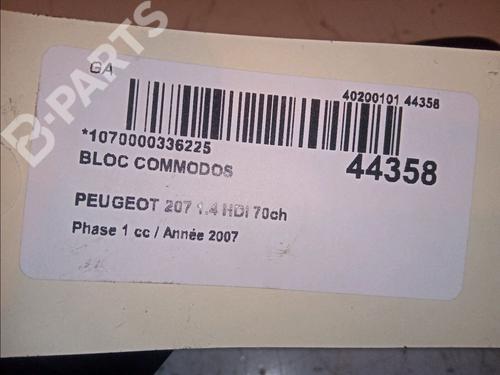 B-PARTS
GA
40200101 44358
*1070000336225
44358
BLOC COMMODOS
PEUGEOT 207 1.4 HDI 70ch
Phase 1 cc / Année 2007